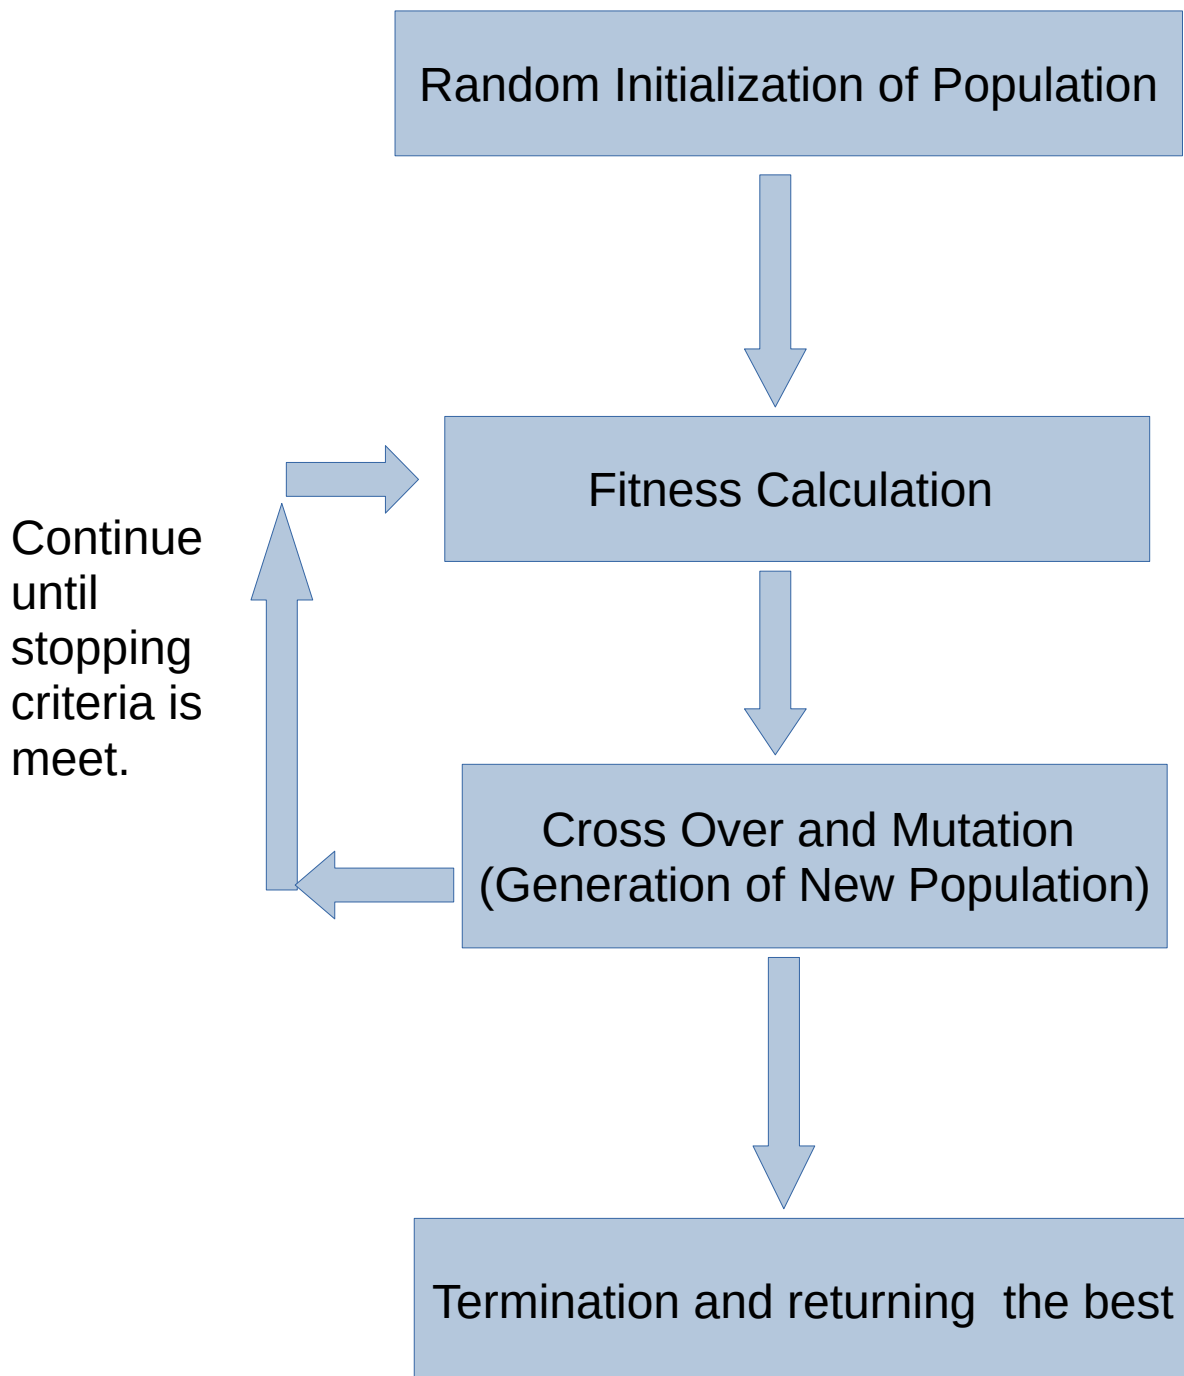 Random Initialization of Population
Fitness Calculation
Continue
until
stopping
criteria is
meet.
Cross Over and Mutation
(Generation of New Population)
Termination and returning  the best